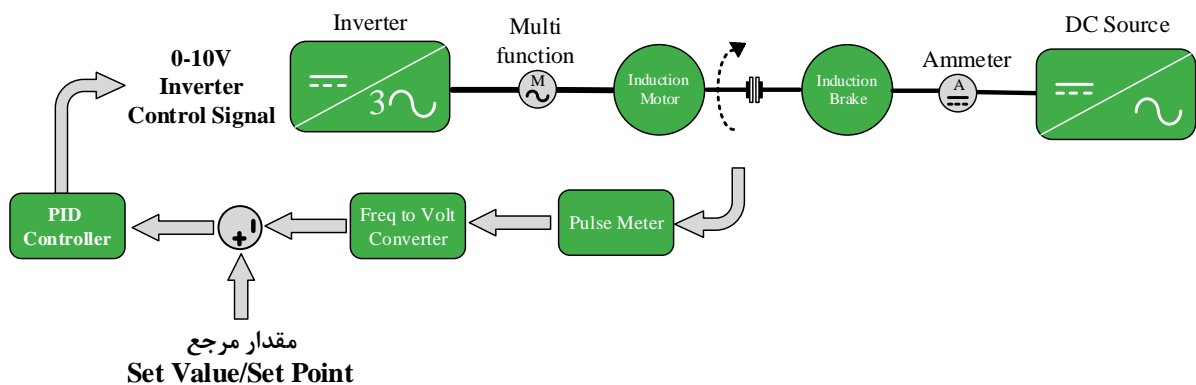 Inverter
Multi
function
DC Source
0-10V
Inverter
Control Signal
3
M
Induction
Motor
Induction
Brake
Ammeter
A
PID
Controller
Freq to Volt
Converter
Pulse Meter
مقدار مرجع
Set Value/Set Point